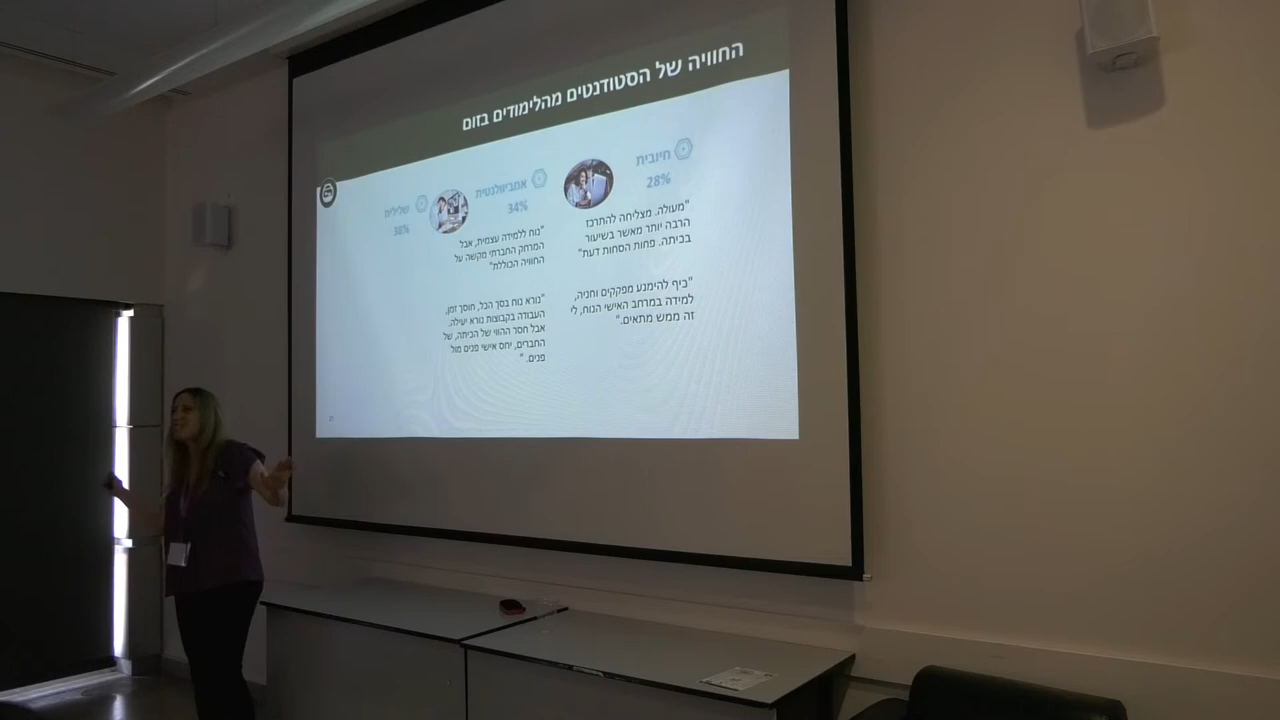 החוויה של הסטודנטים מהלימודים בזום
חיובית
28%
"מעולה. מצליחה להתרכז
הרבה יותר מאשר בשיעור
בכיתה. פחות הסחות דעת"
"כיף להימנע מפקקים וחניה,
למידה במרחב האישי הנוח, לי
זה ממש מתאים."
אמביוולנטית
34%
"נוח ללמידה עצמית, אבל
המרחק החברתי מקשה על
החוויה הכוללת"
"נורא נוח בסך הכל, חוסך זמן,
העבודה בקבוצות נורא יעילה.
אבל חסר ההווי של הכיתה, של
החברים, יחס אישי פנים מול
פנים. "
שלילית
38%